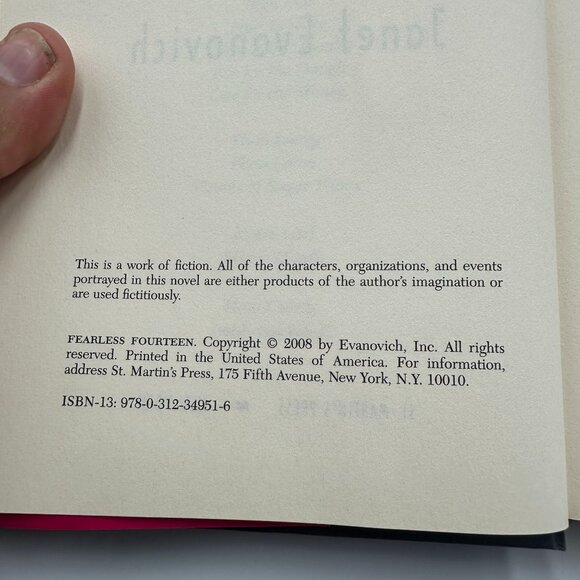 This is a work of fiction. All of the characters, organizations, and events
portrayed in this novel are either products of the author's imagination or
are used fictitiously.
FEARLESS FOURTEEN. Copyright © 2008 by Evanovich, Inc. All rights
reserved. Printed in the United States of America. For information,
address St. Martin's Press, 175 Fifth Avenue, New York, N.Y. 10010.
ISBN-13: 978-0-312-34951-6